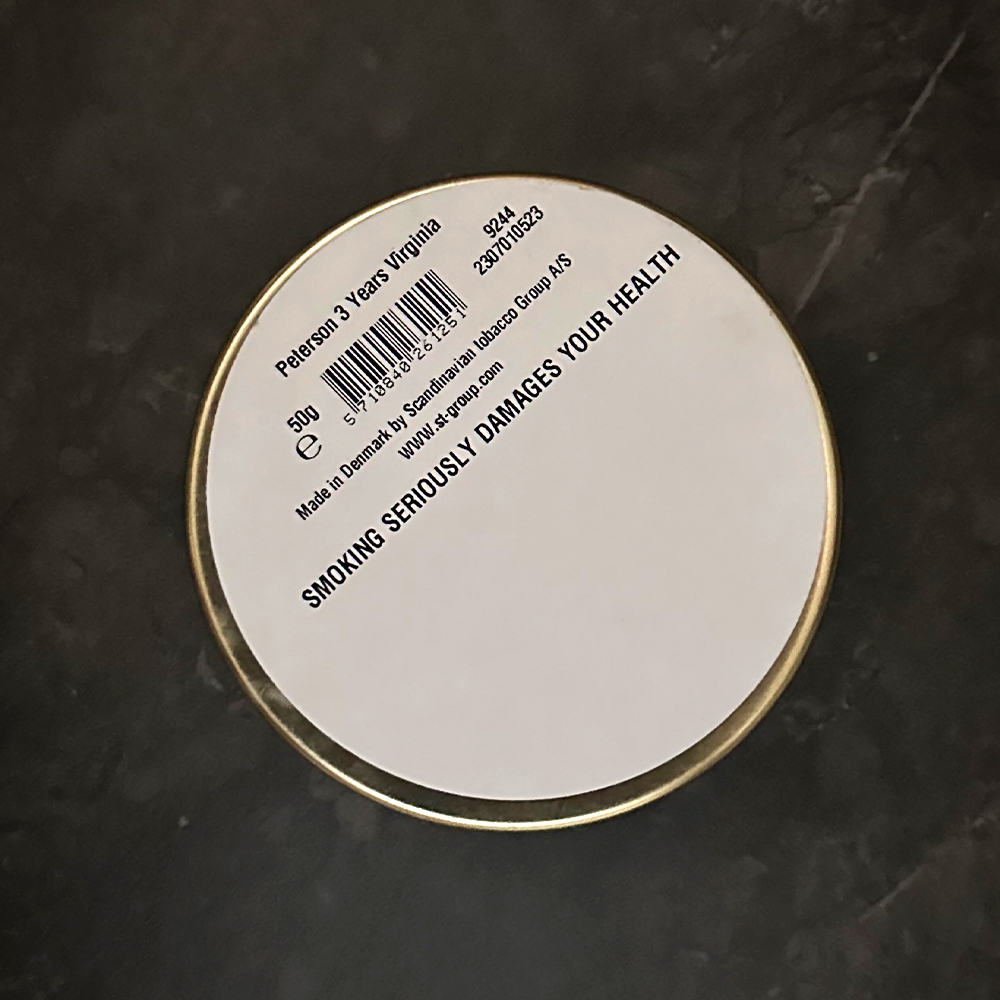 Peterson 3 Years Virginia
9244
2307010523
50g
℮
5 710840 261251
Made in Denmark by Scandinavian tobacco Group A/S
www.st-group.com
SMOKING SERIOUSLY DAMAGES YOUR HEALTH